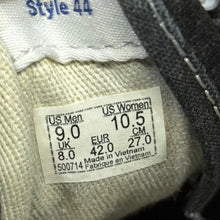 Style 44
US Men US Women
9.0 10.5
UK EUR CM
8.0 42.0 27.0
Made in Vietnam
500714 Fabriqué en Vietnam